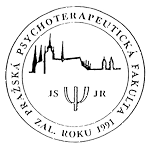 PRAŽSKÁ PSYCHOTERAPEUTICKÁ FAKULTA
ZAL. ROKU 1991
JS JR